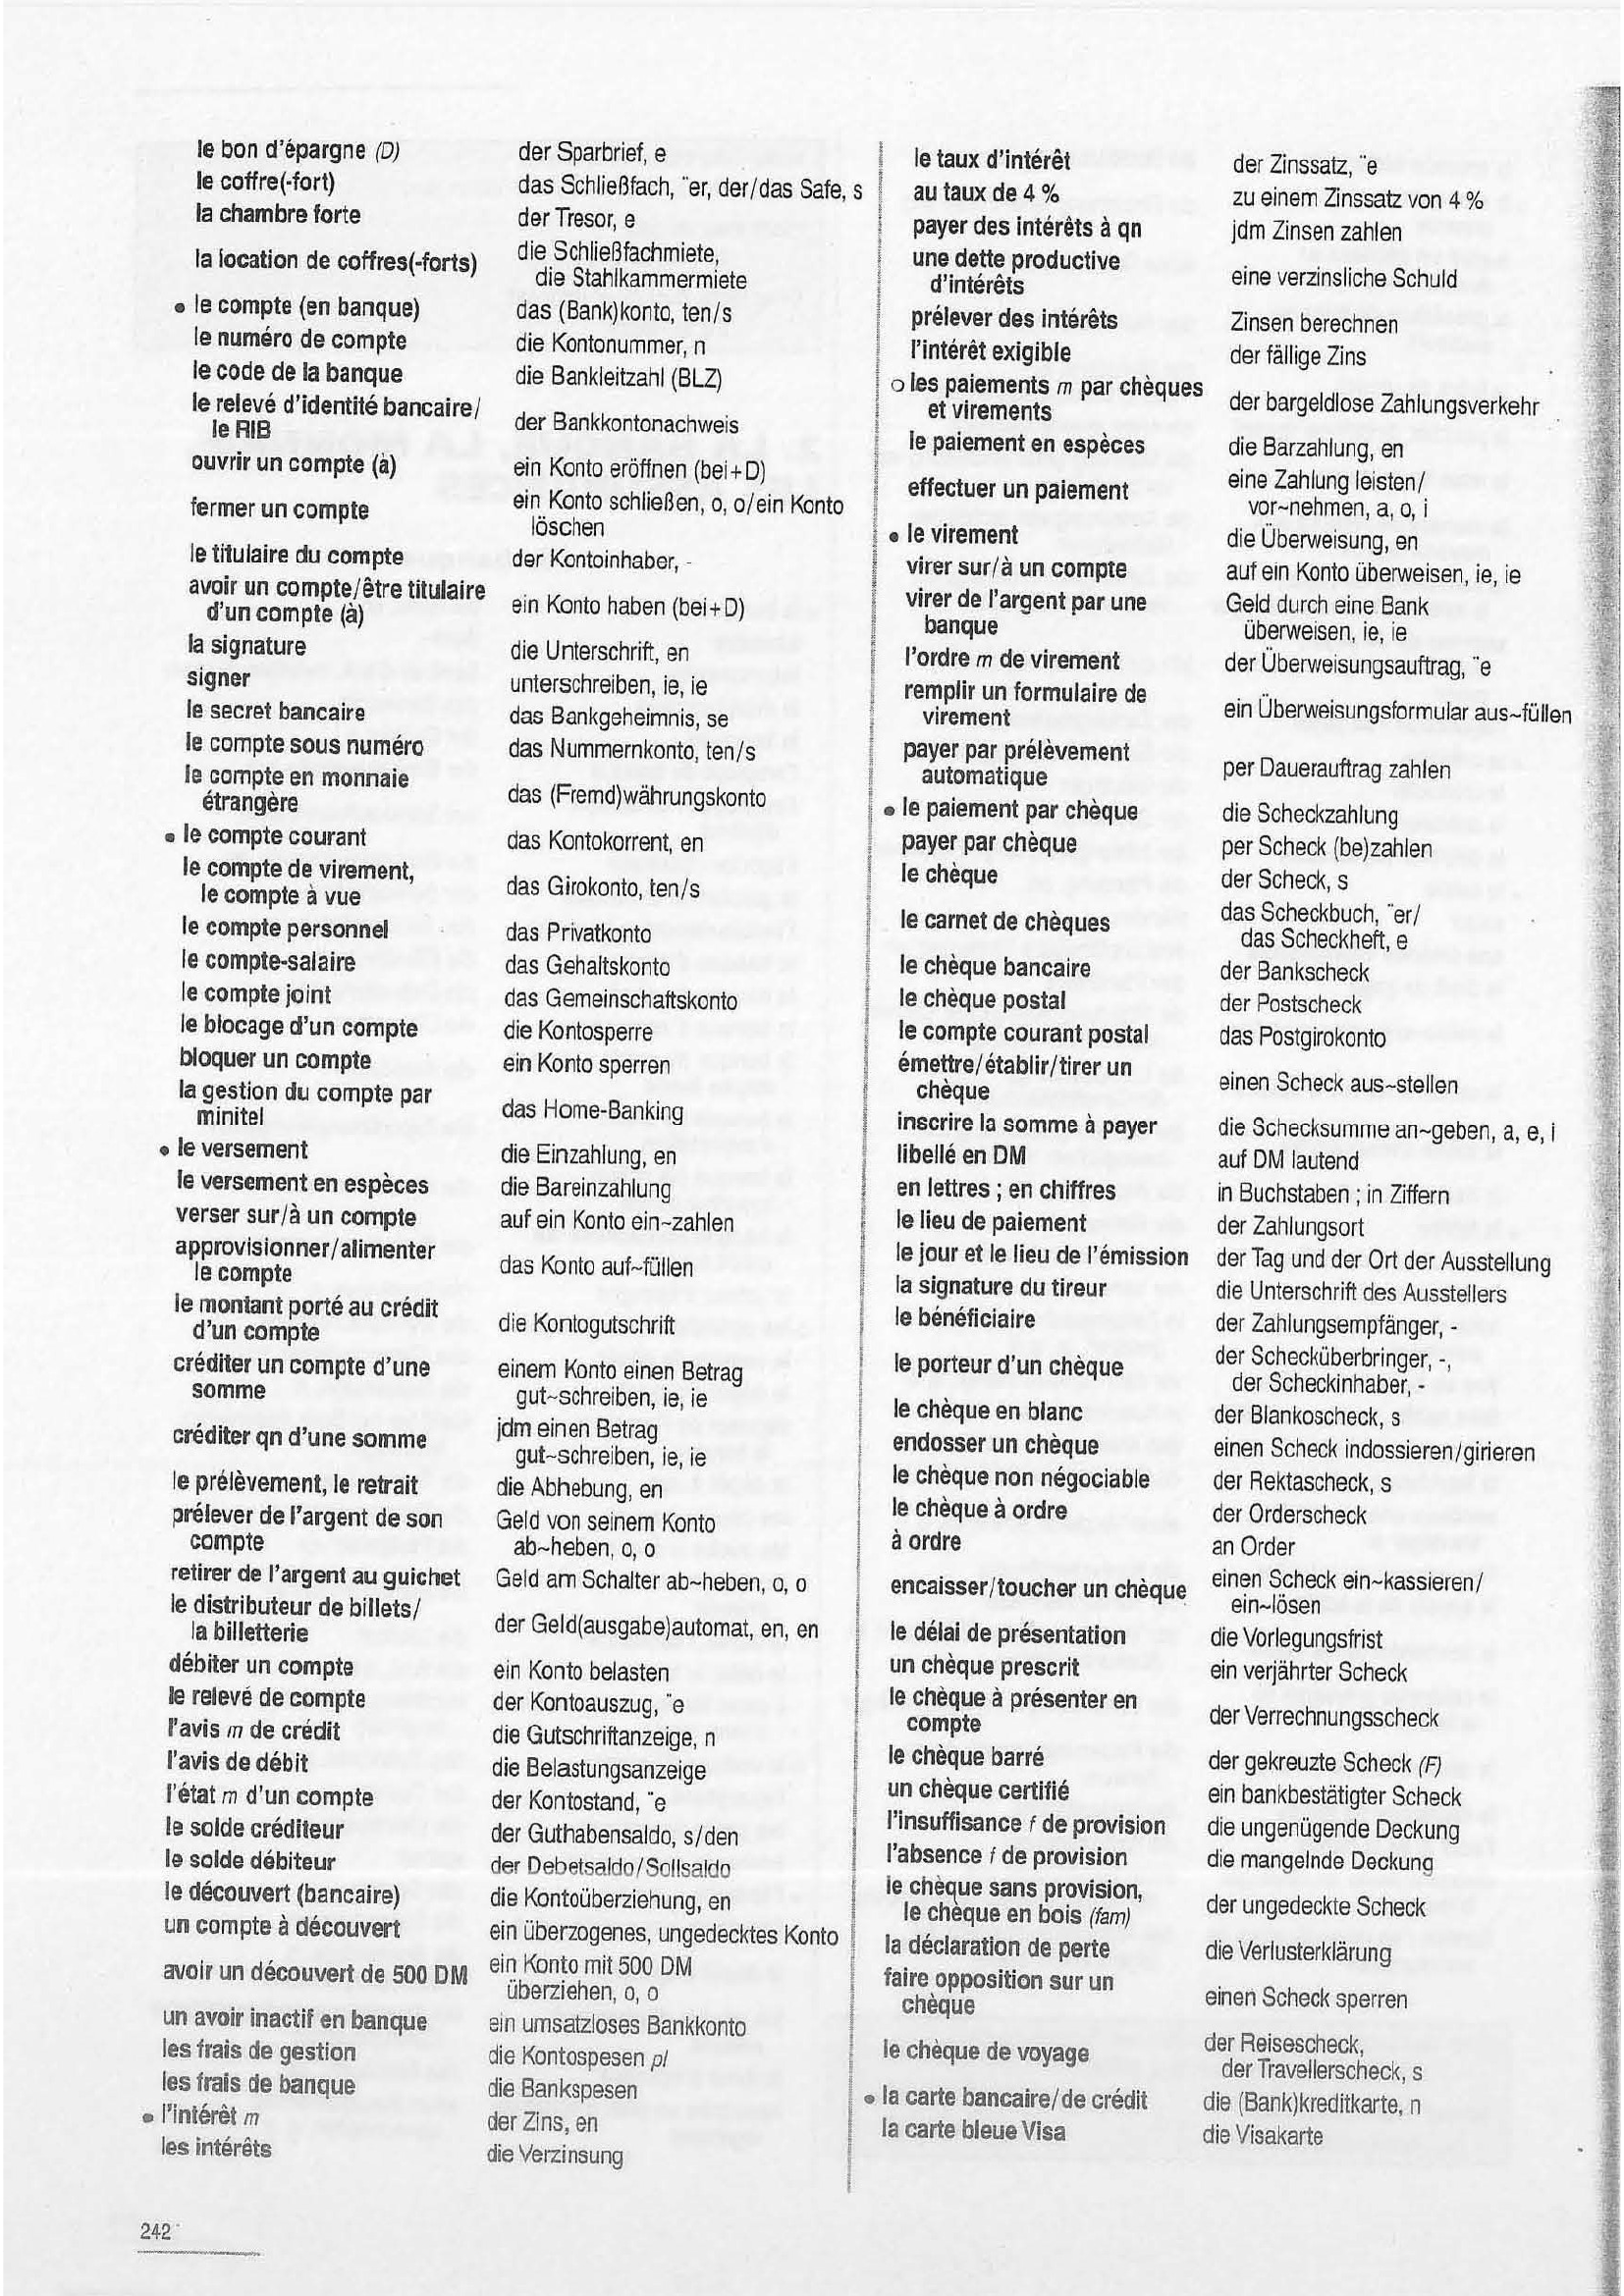 le bon d'épargne (D) der Sparbrief, e
le coffre(-fort) das Schließfach, ¨er, der/das Safe, s
la chambre forte der Tresor, e
la location de coffres(-forts) die Schließfachmiete,
die Stahlkammermiete
• le compte (en banque) das (Bank)konto, ten/s
le numéro de compte die Kontonummer, n
le code de la banque die Bankleitzahl (BLZ)
le relevé d'identité bancaire/
le RIB der Bankkontonachweis
ouvrir un compte (à) ein Konto eröffnen (bei+D)
fermer un compte ein Konto schließen, o, o/ein Konto
löschen
le titulaire du compte der Kontoinhaber, -
avoir un compte/être titulaire
d'un compte (à) ein Konto haben (bei+D)
la signature die Unterschrift, en
signer unterschreiben, ie, ie
le secret bancaire das Bankgeheimnis, se
le compte sous numéro das Nummernkonto, ten/s
le compte en monnaie
étrangère das (Fremd)währungskonto
• le compte courant das Kontokorrent, en
le compte de virement,
le compte à vue das Girokonto, ten/s
le compte personnel das Privatkonto
le compte-salaire das Gehaltskonto
le compte joint das Gemeinschaftskonto
le blocage d'un compte die Kontosperre
bloquer un compte ein Konto sperren
la gestion du compte par
minitel das Home-Banking
• le versement die Einzahlung, en
le versement en espèces die Bareinzahlung
verser sur/à un compte auf ein Konto ein~zahlen
approvisionner/alimenter
le compte das Konto auf~füllen
le montant porté au crédit
d'un compte die Kontogutschrift
créditer un compte d'une einem Konto einen Betrag
somme gut~schreiben, ie, ie
créditer qn d'une somme jdm einen Betrag
gut~schreiben, ie, ie
le prélèvement, le retrait die Abhebung, en
prélever de l'argent de son Geld von seinem Konto
compte ab~heben, o, o
retirer de l'argent au guichet Geld am Schalter ab~heben, o, o
le distributeur de billets/
la billetterie der Geld(ausgabe)automat, en, en
débiter un compte ein Konto belasten
le relevé de compte der Kontoauszug, ¨e
l'avis m de crédit die Gutschriftanzeige, n
l'avis de débit die Belastungsanzeige
l'état m d'un compte der Kontostand, ¨e
le solde créditeur der Guthabensaldo, s/den
le solde débiteur der Debetsaldo/Sollsaldo
le découvert (bancaire) die Kontoüberziehung, en
un compte à découvert ein überzogenes, ungedecktes Konto
avoir un découvert de 500 DM ein Konto mit 500 DM
überziehen, o, o
un avoir inactif en banque ein umsatzloses Bankkonto
les frais de gestion die Kontospesen pl
les frais de banque die Bankspesen
• l'intérêt m der Zins, en
les intérêts die Verzinsung
le taux d'intérêt der Zinssatz, ¨e
au taux de 4 % zu einem Zinssatz von 4 %
payer des intérêts à qn jdm Zinsen zahlen
une dette productive
d'intérêts eine verzinsliche Schuld
prélever des intérêts Zinsen berechnen
l'intérêt exigible der fällige Zins
o les paiements m par chèques
et virements der bargeldlose Zahlungsverkehr
le paiement en espèces die Barzahlung, en
effectuer un paiement eine Zahlung leisten/
vor~nehmen, a, o, i
• le virement die Überweisung, en
virer sur/à un compte auf ein Konto überweisen, ie, ie
virer de l'argent par une Geld durch eine Bank
banque überweisen, ie, ie
l'ordre m de virement der Überweisungsauftrag, ¨e
remplir un formulaire de
virement ein Überweisungsformular aus~füllen
payer par prélèvement
automatique per Dauerauftrag zahlen
• le paiement par chèque die Scheckzahlung
payer par chèque per Scheck (be)zahlen
le chèque der Scheck, s
le carnet de chèques das Scheckbuch, ¨er/
das Scheckheft, e
le chèque bancaire der Bankscheck
le chèque postal der Postscheck
le compte courant postal das Postgirokonto
émettre/établir/tirer un
chèque einen Scheck aus~stellen
inscrire la somme à payer die Schecksumme an~geben, a, e, i
libellé en DM auf DM lautend
en lettres ; en chiffres in Buchstaben ; in Ziffern
le lieu de paiement der Zahlungsort
le jour et le lieu de l'émission der Tag und der Ort der Ausstellung
la signature du tireur die Unterschrift des Ausstellers
le bénéficiaire der Zahlungsempfänger, -
le porteur d'un chèque der Schecküberbringer, -,
der Scheckinhaber, -
le chèque en blanc der Blankoscheck, s
endosser un chèque einen Scheck indossieren/girieren
le chèque non négociable der Rektascheck, s
le chèque à ordre der Orderscheck
à ordre an Order
encaisser/toucher un chèque einen Scheck ein~kassieren/
ein~lösen
le délai de présentation die Vorlegungsfrist
un chèque prescrit ein verjährter Scheck
le chèque à présenter en
compte der Verrechnungsscheck
le chèque barré der gekreuzte Scheck (F)
un chèque certifié ein bankbestätigter Scheck
l'insuffisance f de provision die ungenügende Deckung
l'absence f de provision die mangelnde Deckung
le chèque sans provision,
le chèque en bois (fam) der ungedeckte Scheck
la déclaration de perte die Verlusterklärung
faire opposition sur un
chèque einen Scheck sperren
le chèque de voyage der Reisescheck,
der Travellerscheck, s
• la carte bancaire/de crédit die (Bank)kreditkarte, n
la carte bleue Visa die Visakarte
242